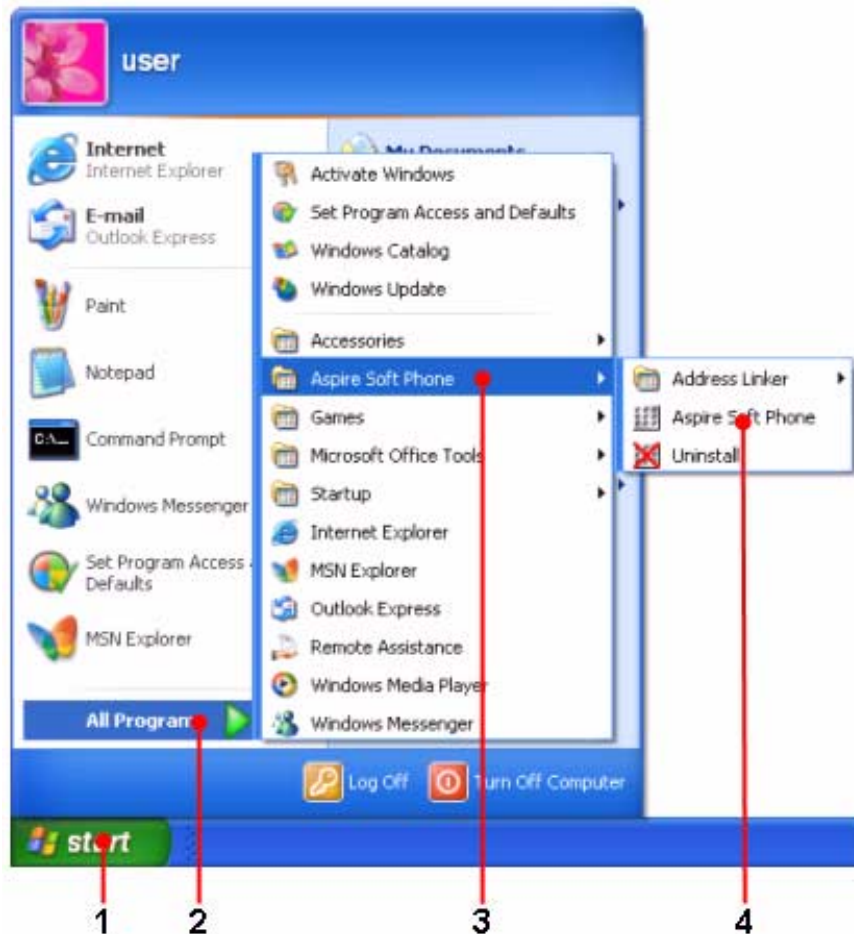 user
Internet
Internet Explorer
E-mail
Outlook Express
Paint
Notepad
C:\_
Command Prompt
Windows Messenger
Set Program Access
Defaults
MSN Explorer
All Programs
My Documents
Activate Windows
Set Program Access and Defaults
Windows Catalog
Windows Update
Accessories
Aspire Soft Phone
Games
Microsoft Office Tools
Startup
Internet Explorer
MSN Explorer
Outlook Express
Remote Assistance
Windows Media Player
Windows Messenger
Address Linker
Aspire Soft Phone
Uninstall
Log Off
Turn Off Computer
start
1 2 3 4